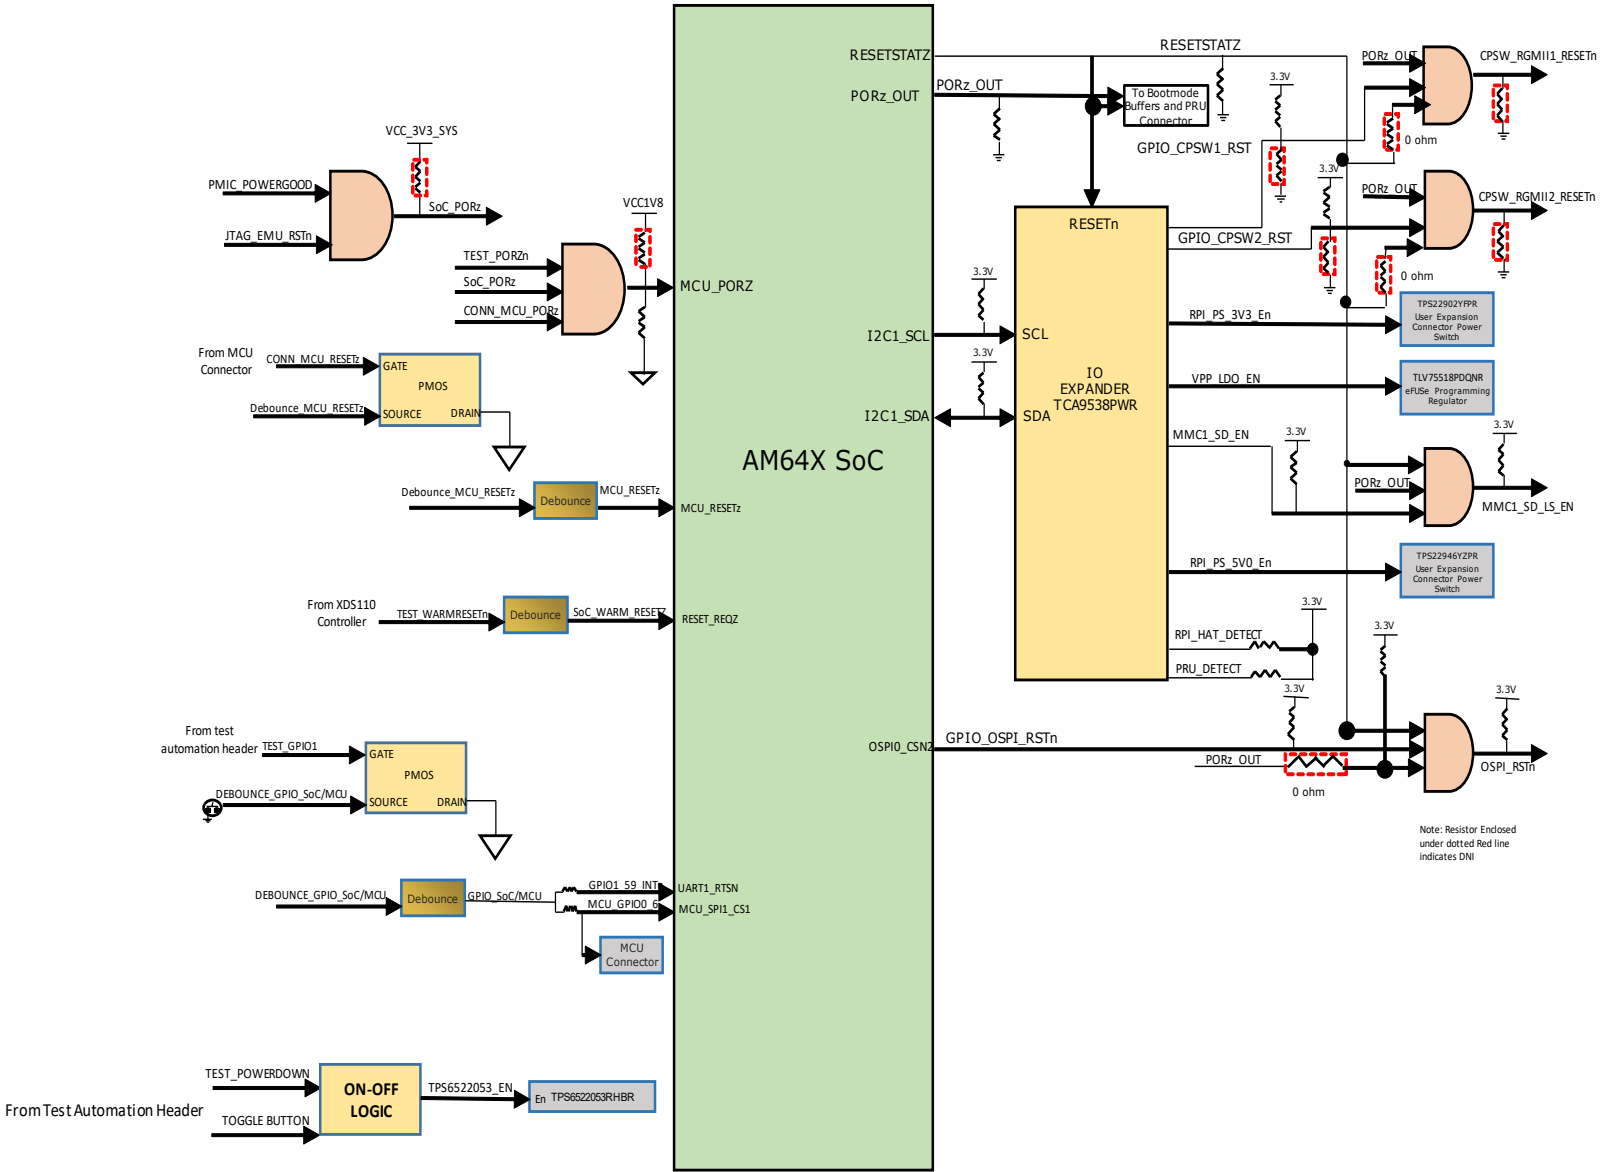 RESETSTATZ
RESETSTATZ
PORz_OUT
PORz_OUT
To Bootmode
Buffers and PRU
Connector
3.3V
PORz_OUT
CPSW_RGMII1_RESETn
0 ohm
GPIO_CPSW1_RST
3.3V
PORz_OUT
CPSW_RGMII2_RESETn
GPIO_CPSW2_RST
0 ohm
VCC_3V3_SYS
PMIC_POWERGOOD
SoC_PORz
JTAG_EMU_RSTn
VCC1V8
TEST_PORZn
SoC_PORz
CONN_MCU_PORz
MCU_PORZ
RESETn
3.3V
I2C1_SCL
SCL
3.3V
I2C1_SDA
SDA
IO
EXPANDER
TCA9538PWR
RPI_PS_3V3_En
TPS22902YFPR
User Expansion
Connector Power
Switch
VPP_LDO_EN
TLV75518PDQNR
eFUSe Programming
Regulator
From MCU
Connector
CONN_MCU_RESETz
GATE
PMOS
Debounce_MCU_RESETz
SOURCE
DRAIN
AM64X SoC
MMC1_SD_EN
3.3V
3.3V
PORz_OUT
MMC1_SD_LS_EN
Debounce_MCU_RESETz
Debounce
MCU_RESETz
MCU_RESETz
RPI_PS_5V0_En
TPS22946YZPR
User Expansion
Connector Power
Switch
From XDS110
Controller
TEST_WARMRESETn
Debounce
SoC_WARM_RESETZ
RESET_REQZ
3.3V
RPI_HAT_DETECT
PRU_DETECT
3.3V
3.3V
3.3V
From test
automation header
TEST_GPIO1
GATE
PMOS
DEBOUNCE_GPIO_SoC/MCU
SOURCE
DRAIN
OSPI0_CSN2
GPIO_OSPI_RSTn
PORz_OUT
0 ohm
OSPI_RSTn
Note: Resistor Enclosed
under dotted Red line
indicates DNI
DEBOUNCE_GPIO_SoC/MCU
Debounce
GPIO_SoC/MCU
GPIO1_59_INTn
UART1_RTSN
MCU_GPIO0_6
MCU_SPI1_CS1
MCU
Connector
From Test Automation Header
TEST_POWERDOWN
TOGGLE BUTTON
ON-OFF
LOGIC
TPS6522053_EN
En TPS6522053RHBR